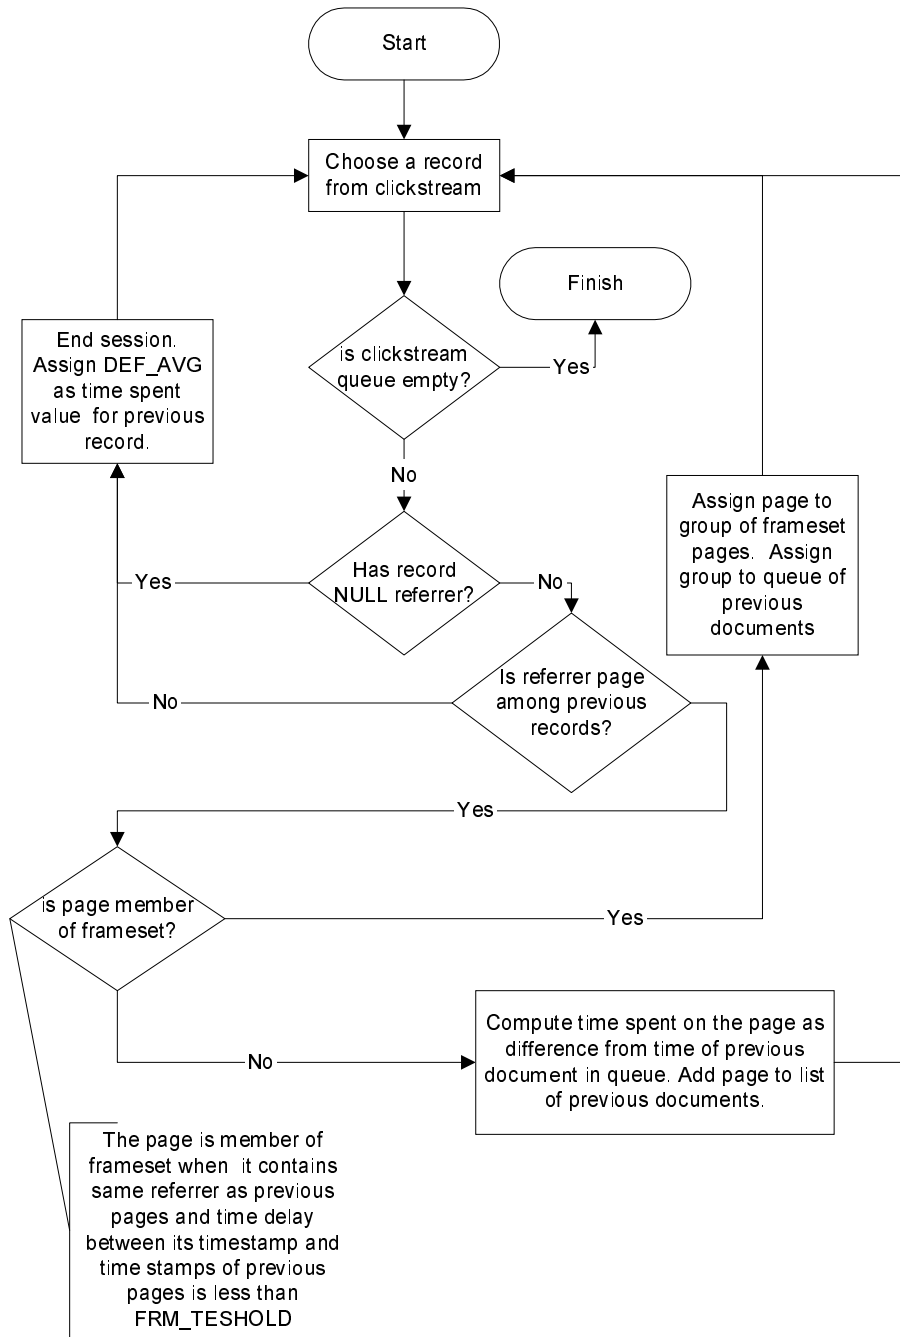 Start
Choose a record
from clickstream
Finish
End session.
Assign DEF_AVG
as time spent
value for previous
record.
is clickstream
queue empty?
Yes
No
Assign page to
group of frameset
pages. Assign
group to queue of
previous
documents
Has record
NULL referrer?
Yes
No
Is referrer page
among previous
records?
No
Yes
is page member
of frameset?
Yes
Compute time spent on the page as
difference from time of previous
document in queue. Add page to list
of previous documents.
No
The page is member of
frameset when it contains
same referrer as previous
pages and time delay
between its timestamp and
time stamps of previous
pages is less than
FRM_TESHOLD